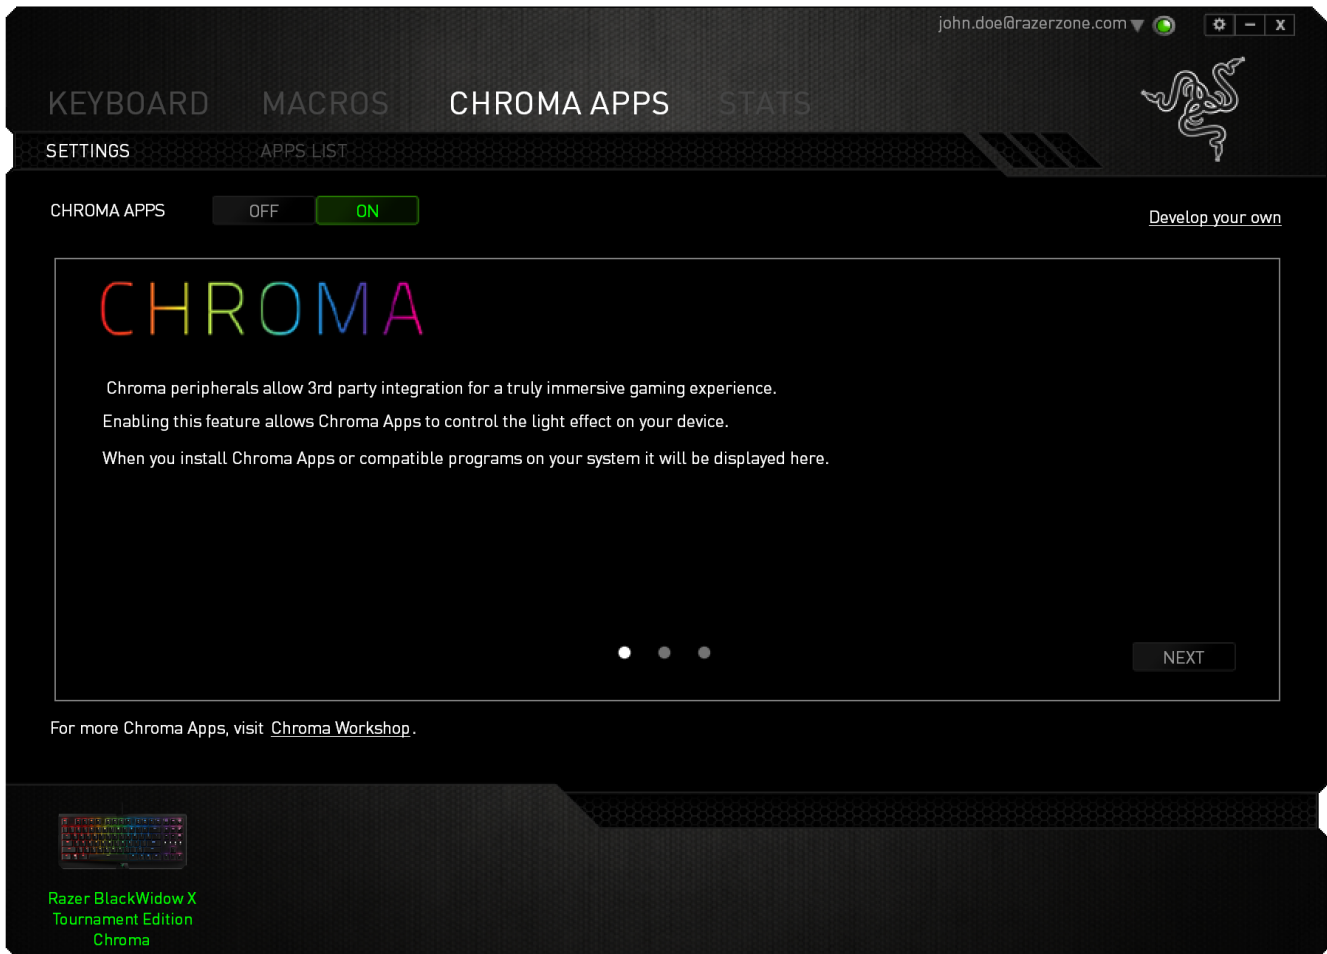 john.doe@razerzone.com
KEYBOARD MACROS CHROMA APPS STATS
SETTINGS APPS LIST
CHROMA APPS OFF ON
Develop your own
CHROMA
Chroma peripherals allow 3rd party integration for a truly immersive gaming experience.
Enabling this feature allows Chroma Apps to control the light effect on your device.
When you install Chroma Apps or compatible programs on your system it will be displayed here.
NEXT
For more Chroma Apps, visit Chroma Workshop.
Razer BlackWidow X
Tournament Edition
Chroma